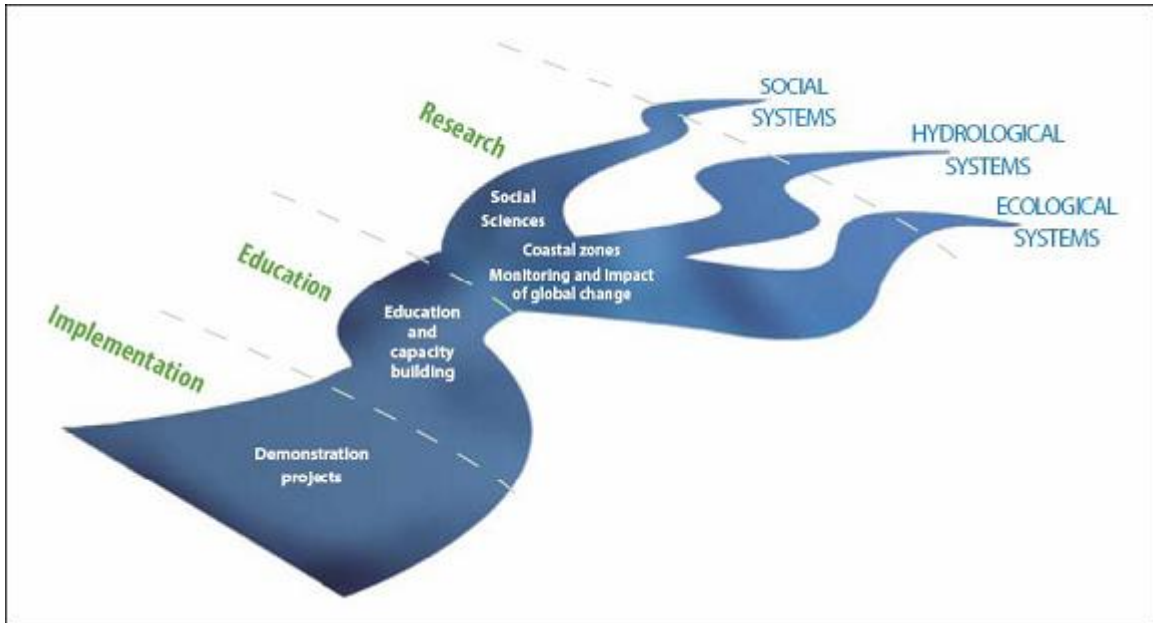 SOCIAL
SYSTEMS
HYDROLOGICAL
SYSTEMS
ECOLOGICAL
SYSTEMS
Research
Social
Sciences
Coastal zones
Monitoring and impact
of global change
Education
Education
and
capacity
building
Implementation
Demonstration
projects